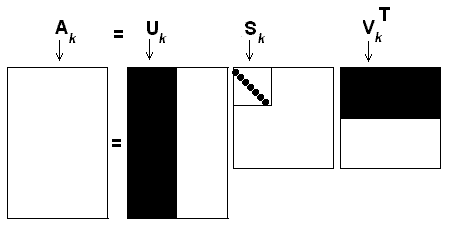 A_k = U_k S_k V_k^T
=